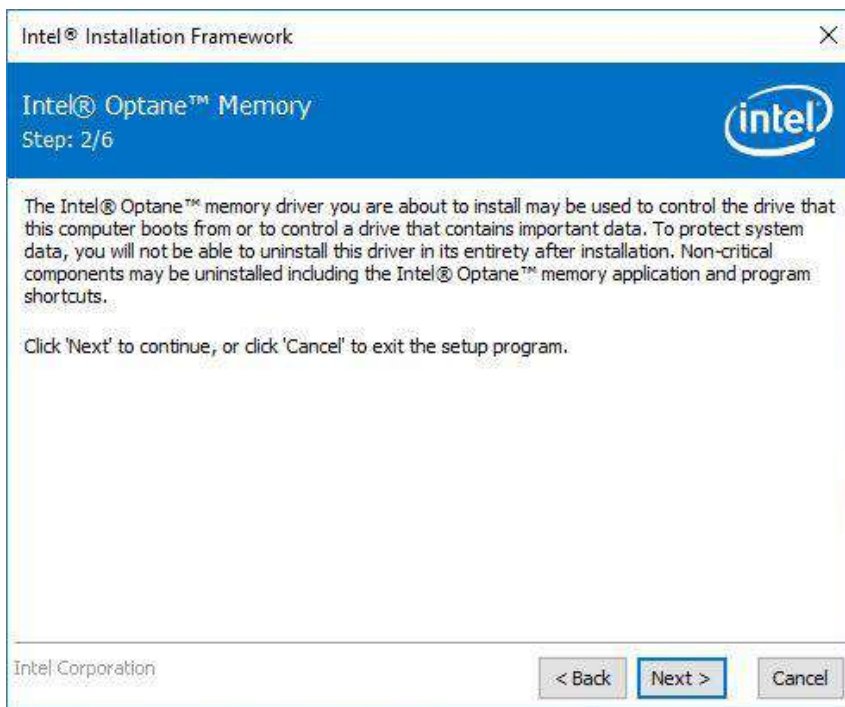 Intel® Installation Framework
Intel® Optane™ Memory
Step: 2/6
intel
The Intel® Optane™ memory driver you are about to install may be used to control the drive that
this computer boots from or to control a drive that contains important data. To protect system
data, you will not be able to uninstall this driver in its entirety after installation. Non-critical
components may be uninstalled including the Intel® Optane™ memory application and program
shortcuts.
Click 'Next' to continue, or click 'Cancel' to exit the setup program.
Intel Corporation
< Back
Next >
Cancel